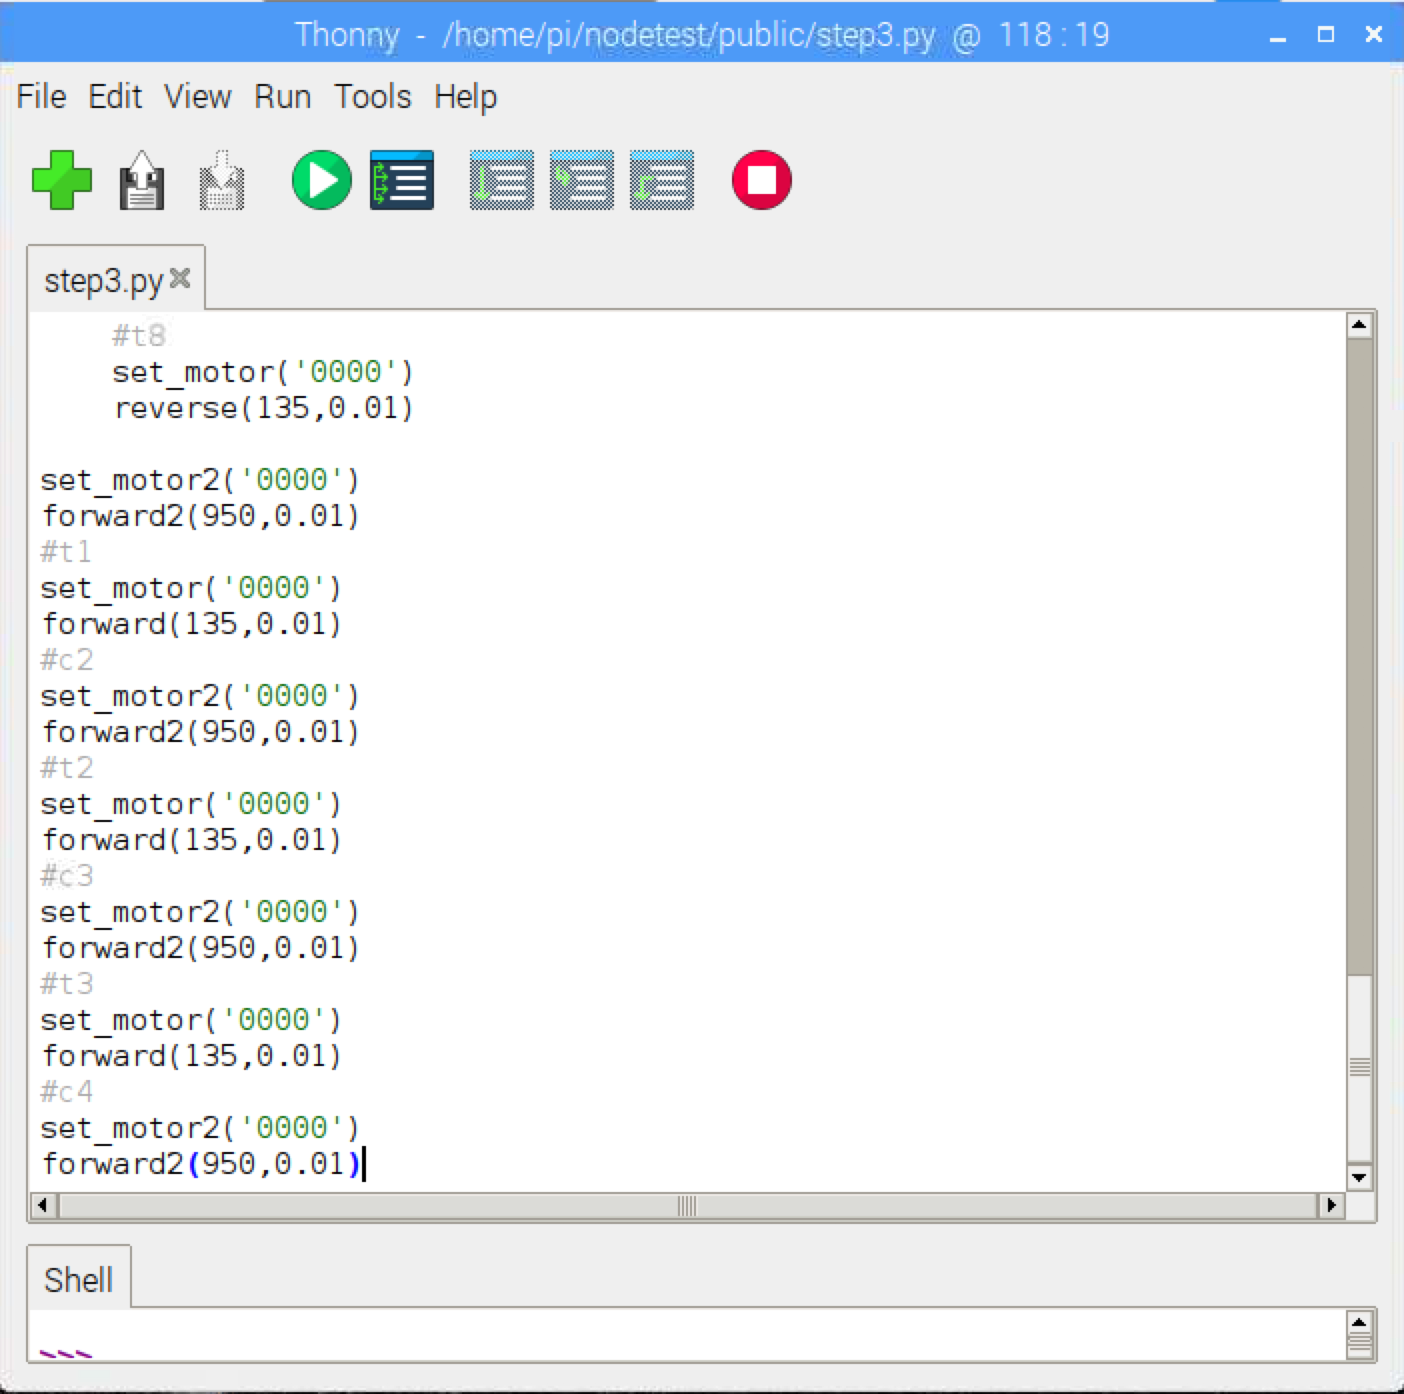 Thonny - /home/pi/nodetest/public/step3.py @ 118:19
File Edit View Run Tools Help
step3.py
#t8
set_motor('0000')
reverse(135,0.01)
set_motor2('0000')
forward2(950,0.01)
#t1
set_motor('0000')
forward(135,0.01)
#c2
set_motor2('0000')
forward2(950,0.01)
#t2
set_motor('0000')
forward(135,0.01)
#c3
set_motor2('0000')
forward2(950,0.01)
#t3
set_motor('0000')
forward(135,0.01)
#c4
set_motor2('0000')
forward2(950,0.01)
Shell